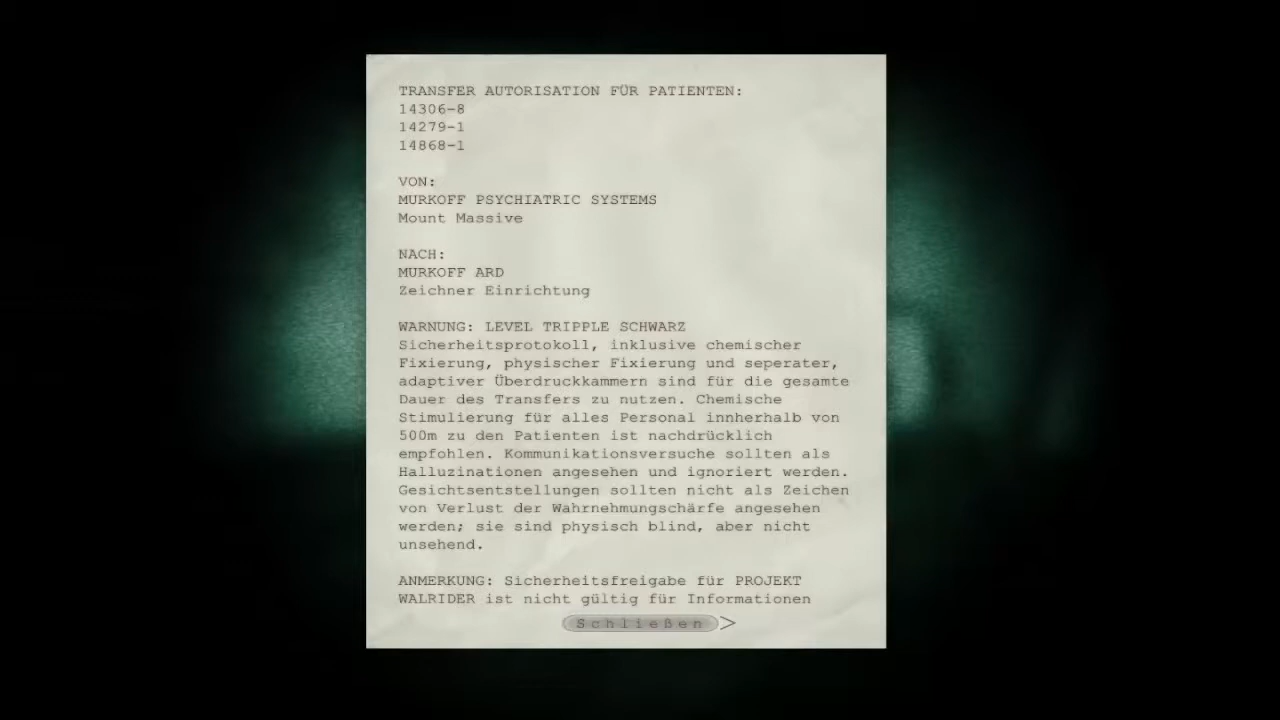 TRANSFER AUTORISATION FÜR PATIENTEN:
14306-8
14279-1
14868-1
VON:
MURKOFF PSYCHIATRIC SYSTEMS
Mount Massive
NACH:
MURKOFF ARD
Zeichner Einrichtung
WARNUNG: LEVEL TRIPPLE SCHWARZ
Sicherheitsprotokoll, inklusive chemischer
Fixierung, physischer Fixierung und seperater,
adaptiver Überdruckkammern sind für die gesamte
Dauer des Transfers zu nutzen. Chemische
Stimulierung für alles Personal innherhalb von
500m zu den Patienten ist nachdrücklich
empfohlen. Kommunikationsversuche sollten als
Halluzinationen angesehen und ignoriert werden.
Gesichtsentstellungen sollten nicht als Zeichen
von Verlust der Wahrnehmungschärfe angesehen
werden; sie sind physisch blind, aber nicht
unsehend.
ANMERKUNG: Sicherheitsfreigabe für PROJEKT
WALRIDER ist nicht gültig für Informationen
Schließen >